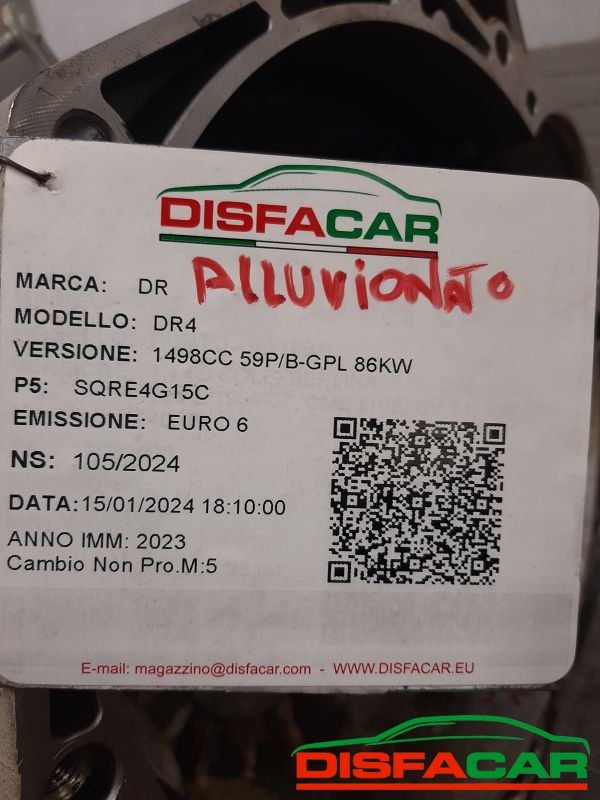 DISFACAR
MARCA: DR ALLUVIONATO
MODELLO: DR4
VERSIONE: 1498CC 59P/B-GPL 86KW
P5: SQRE4G15C
EMISSIONE: EURO 6
NS: 105/2024
DATA:15/01/2024 18:10:00
ANNO IMM: 2023
Cambio Non Pro.M:5
E-mail: magazzino@disfacar.com - WWW.DISFACAR.EU
DISFACAR